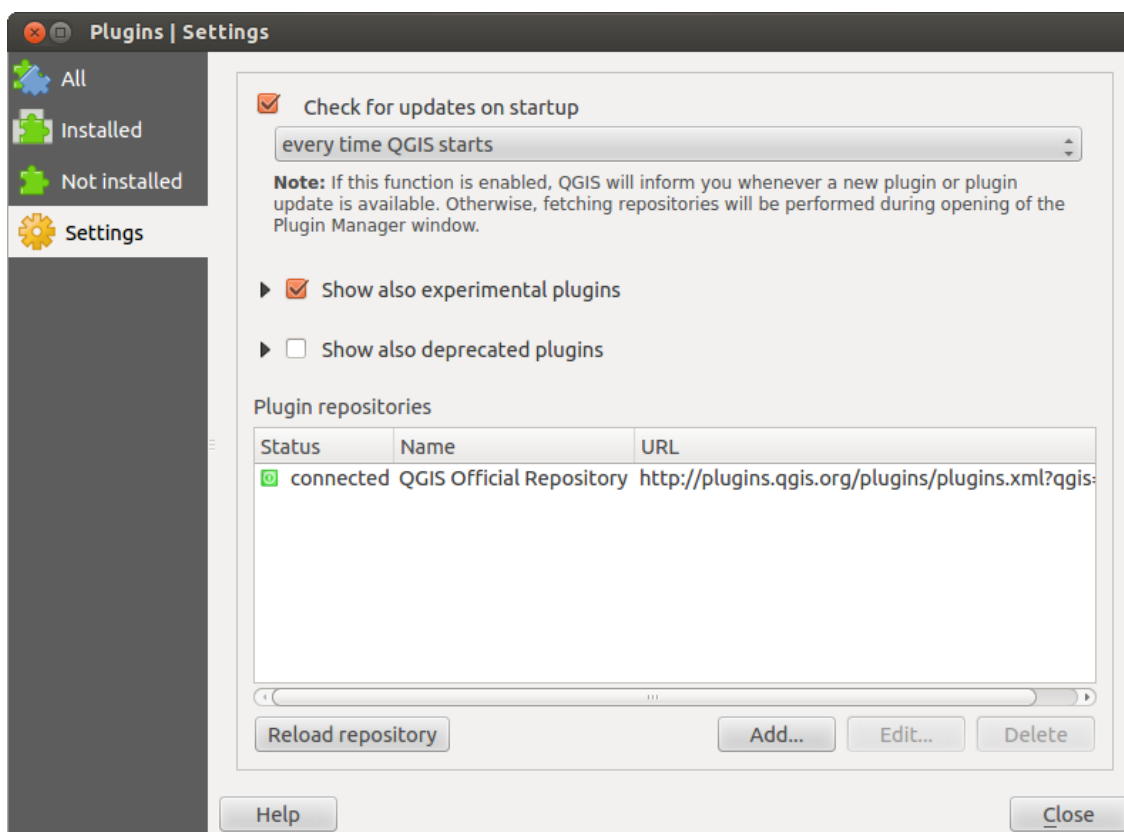 Plugins | Settings
All
Installed
Not installed
Settings
Check for updates on startup
every time QGIS starts
Note: If this function is enabled, QGIS will inform you whenever a new plugin or plugin
update is available. Otherwise, fetching repositories will be performed during opening of the
Plugin Manager window.
Show also experimental plugins
Show also deprecated plugins
Plugin repositories
Status Name URL
connected QGIS Official Repository http://plugins.qgis.org/plugins/plugins.xml?qgis=
Reload repository Add... Edit... Delete
Help Close